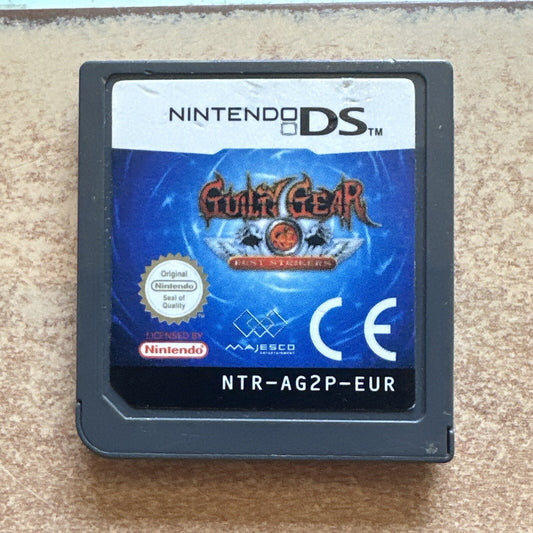 NINTENDO DS™
GUILTY GEAR
DUST STRIKERS
Original
Nintendo
Seal of
Quality
™
LICENSED BY
Nintendo
MAJESCO
ENTERTAINMENT
CE
NTR-AG2P-EUR